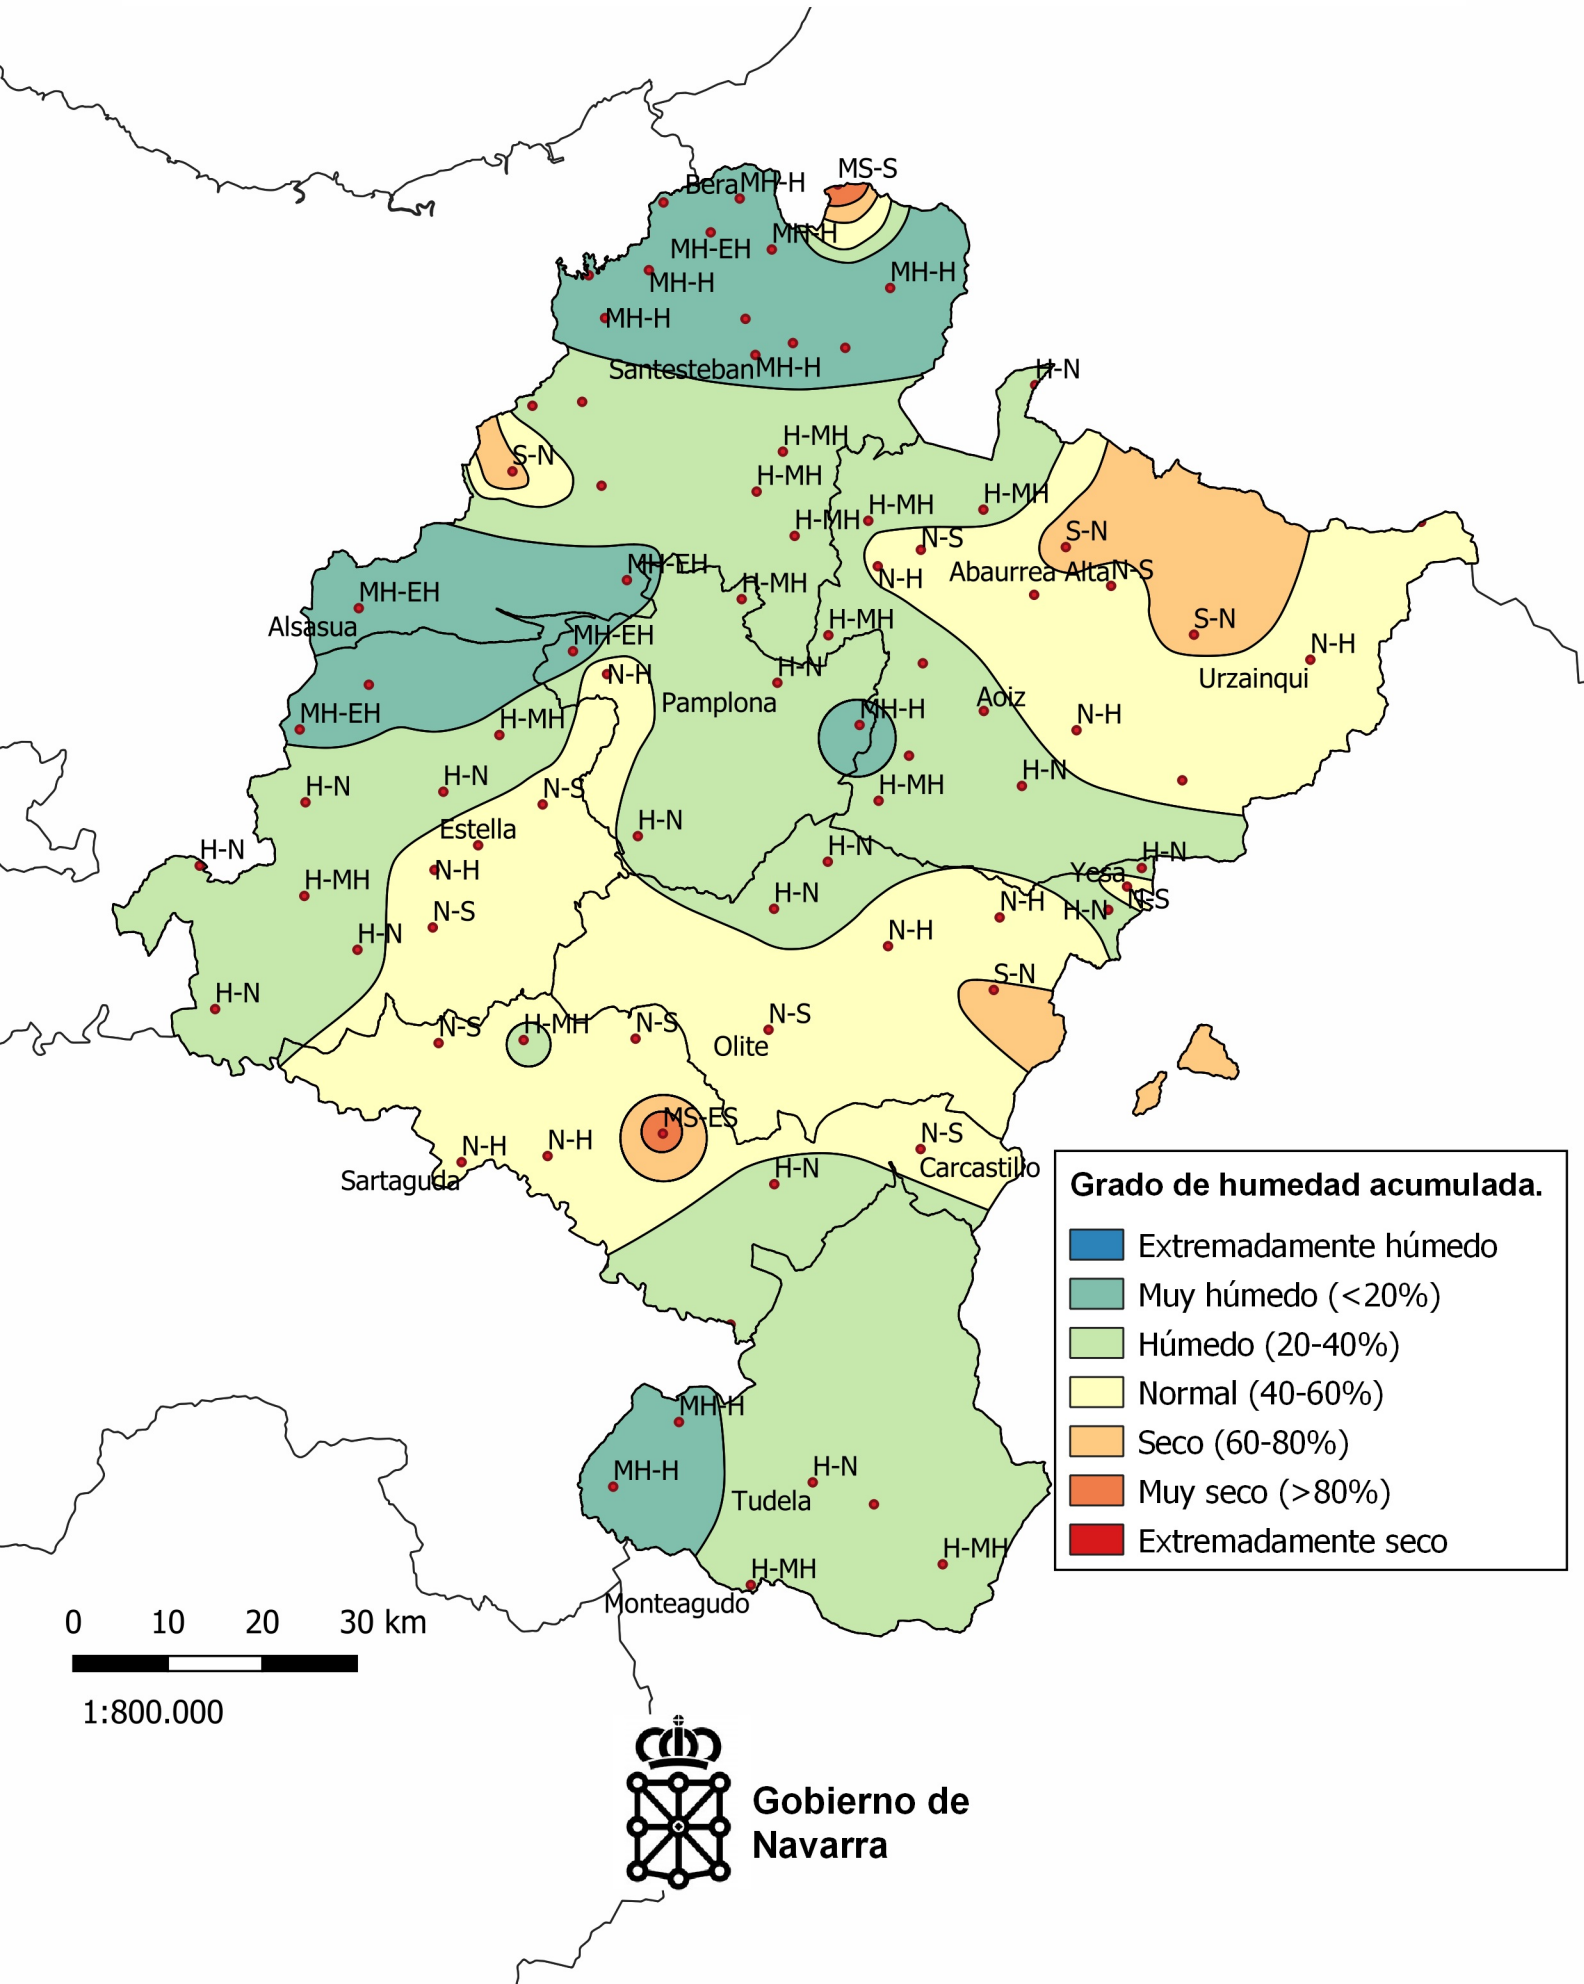 MS-S
Bera MH-H
MH-H
MH-EH
MH-H
MH-H
MH-H
Santesteban MH-H
H-N
H-MH
S-N
H-MH
H-MH
H-MH
H-MH
S-N
N-S
MH-EH
N-H
Abaurrea Alta N-S
H-MH
MH-EH
H-MH
S-N
Alsasua
MH-EH
N-H
H-N
N-H
Urzainqui
Aoiz
Pamplona
MH-H
MH-EH
H-MH
N-H
H-N
H-N
H-N
H-MH
N-S
H-N
Estella
H-N
H-N
H-N
N-H
Yesa
H-MH
N-S
H-N
N-H
H-N
N-S
H-N
N-H
S-N
H-N
N-S
H-MH
N-S
N-S
Olite
MS-ES
N-S
N-H
N-H
H-N
Carcastillo
Sartaguda
Grado de humedad acumulada.
Extremadamente húmedo
Muy húmedo (<20%)
Húmedo (20-40%)
Normal (40-60%)
Seco (60-80%)
Muy seco (>80%)
Extremadamente seco
MH-H
MH-H
H-N
Tudela
H-MH
H-MH
Monteagudo
0 10 20 30 km
1:800.000
Gobierno de
Navarra